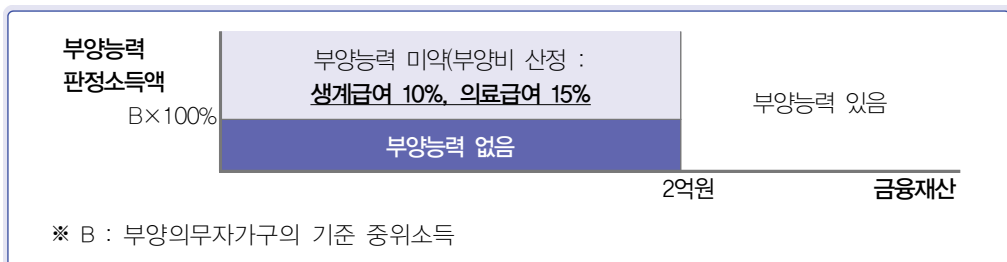 부양능력
판정소득액
B×100%
부양능력 미약(부양비 산정 :
생계급여 10%, 의료급여 15%
부양능력 없음
부양능력 있음
2억원
금융재산
※ B : 부양의무자가구의 기준 중위소득